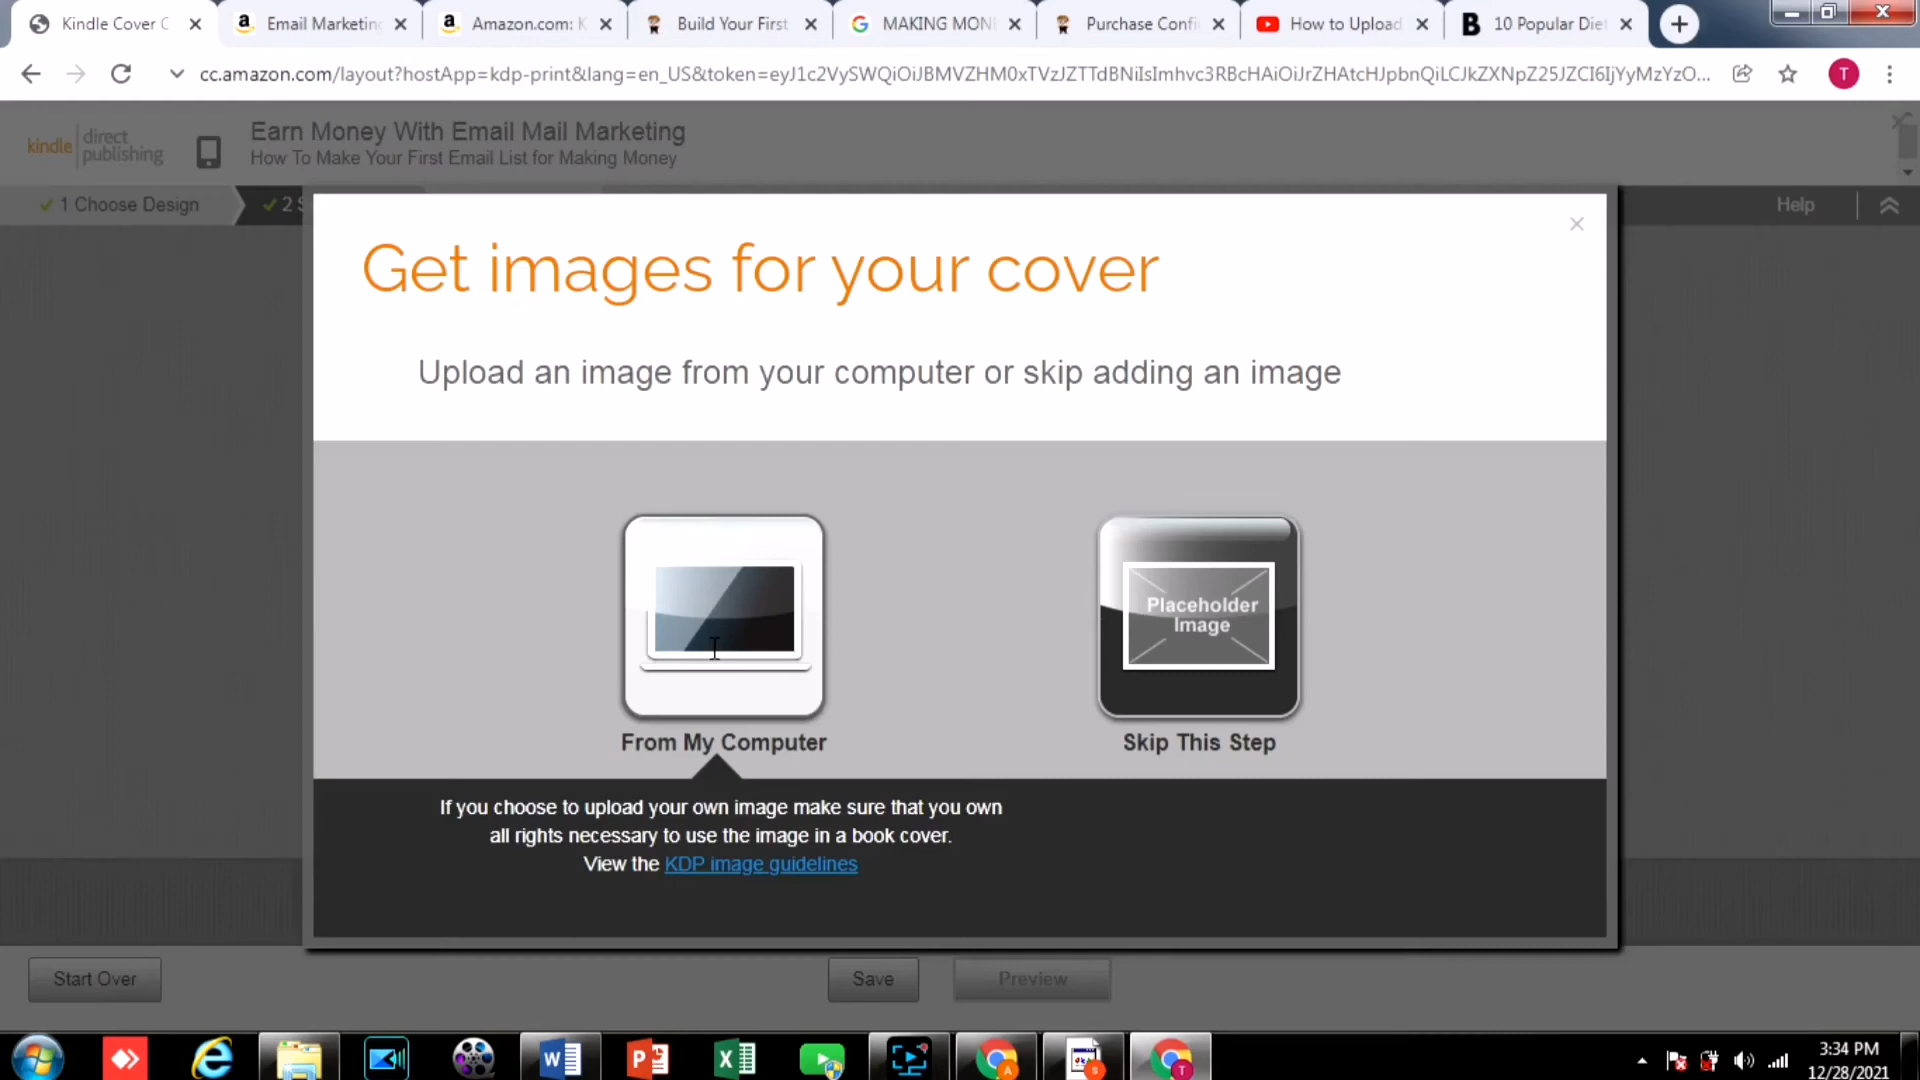 Kindle Cover C
Email Marketing
Amazon.com: K
Build Your First
MAKING MON
Purchase Confi
How to Upload
10 Popular Die
cc.amazon.com/layout?hostApp=kdp-print&lang=en_US&token=eyJ1c2VySWQiOiJBMVZHM0xTVzJZTTdBNiIsImhvc3RBcHAiOiJrZHAtcHJpbnQiLCJkZXNpZ25JZCI6IjYyMzYzO...
T
kindle direct publishing
Earn Money With Email Mail Marketing
How To Make Your First Email List for Making Money
1 Choose Design
2 S
Help
Get images for your cover
Upload an image from your computer or skip adding an image
Placeholder
Image
From My Computer
Skip This Step
If you choose to upload your own image make sure that you own
all rights necessary to use the image in a book cover.
View the KDP image guidelines
Start Over
Save
Preview
3:34 PM
12/28/2021